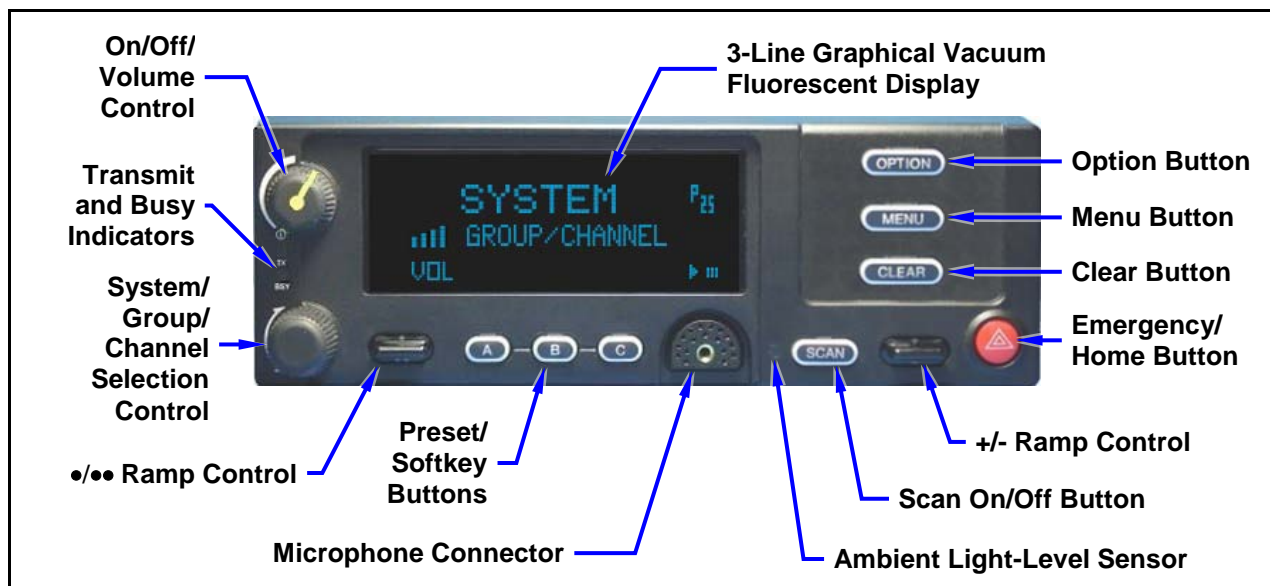 On/Off/
Volume
Control
3-Line Graphical Vacuum
Fluorescent Display
Transmit
and Busy
Indicators
System/
Group/
Channel
Selection
Control
TX
BSY
SYSTEM
P25
GROUP/CHANNEL
VOL
OPTION
MENU
CLEAR
Option Button
Menu Button
Clear Button
Emergency/
Home Button
A
B
C
SCAN
●/●● Ramp Control
Preset/
Softkey
Buttons
+/- Ramp Control
Scan On/Off Button
Microphone Connector
Ambient Light-Level Sensor